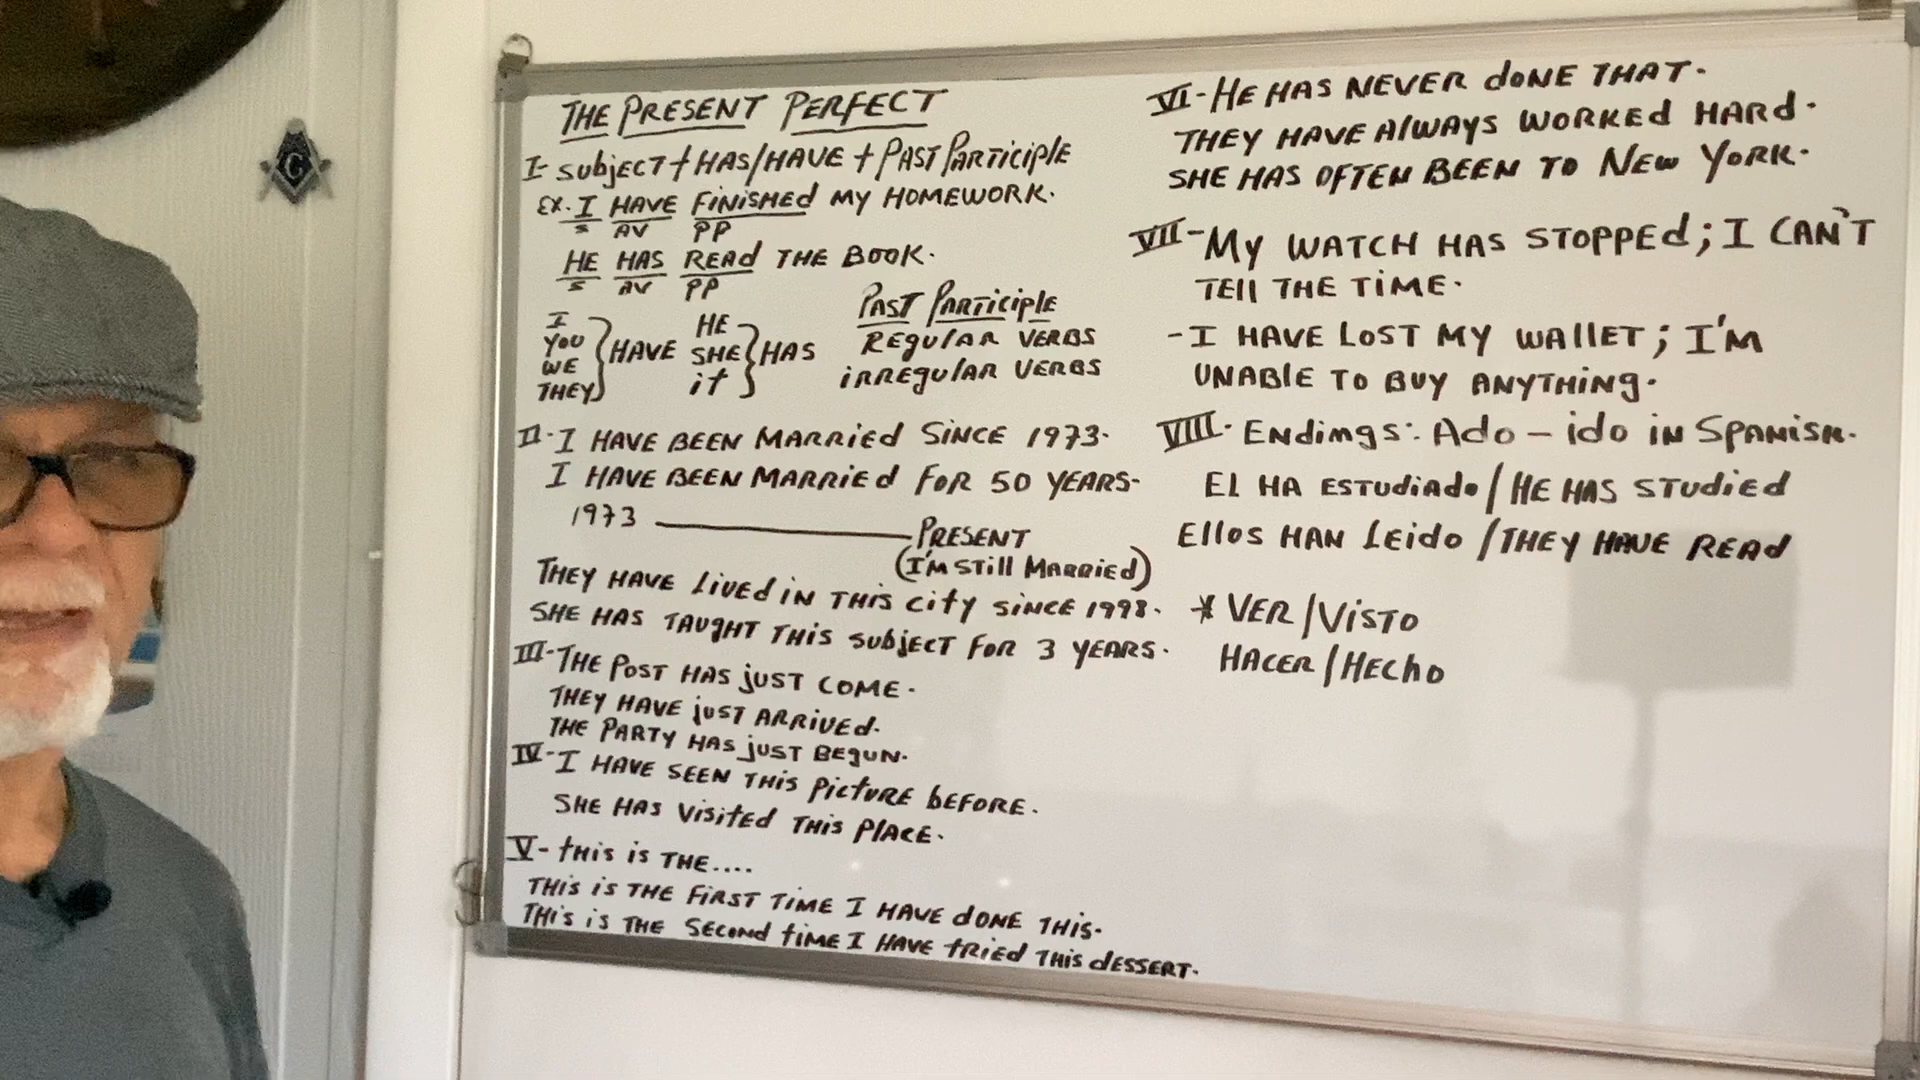 G
THE PRESENT PERFECT
I- Subject + HAS/HAVE + PAST PARTICIPLE
EX. I HAVE FINISHED MY HOMEWORK.
S AV PP
HE HAS READ THE BOOK.
S AV PP
I
YOU
WE
THEY
HAVE
HE
SHE
it
HAS
PAST PARTICIPLE
REGULAR VERBS
iRREGULAR VERBS
II- I HAVE BEEN MARRIED SINCE 1973.
I HAVE BEEN MARRIED FOR 50 YEARS-
1973 ———— PRESENT
(I'M STILL MARRIED)
THEY HAVE LIVED IN THIS CITY SINCE 1998.
SHE HAS TAUGHT THIS SUBJECT FOR 3 YEARS.
III- THE POST HAS JUST COME.
THEY HAVE JUST ARRIVED.
THE PARTY HAS JUST BEGUN.
IV- I HAVE SEEN THIS PICTURE BEFORE.
SHE HAS VISITED THIS PLACE.
V- THIS IS THE....
THIS IS THE FIRST TIME I HAVE DONE THIS.
THIS IS THE SECOND TIME I HAVE TRIED THIS DESSERT.
VI- HE HAS NEVER DONE THAT.
THEY HAVE ALWAYS WORKED HARD.
SHE HAS OFTEN BEEN TO NEW YORK.
VII- MY WATCH HAS STOPPED; I CAN'T
TELL THE TIME.
- I HAVE LOST MY WALLET; I'M
UNABLE TO BUY ANYTHING.
VIII. ENDINGS: ADO - IDO IN SPANISH.
EL HA ESTUDIADO / HE HAS STUDIED
ELLOS HAN LEIDO / THEY HAVE READ
* VER / VISTO
HACER / HECHO